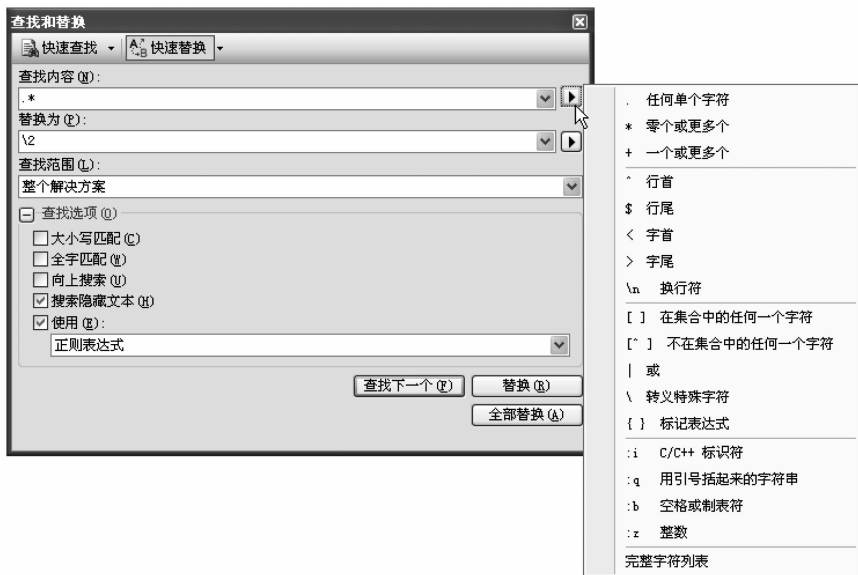 查找和替换
快速查找 快速替换
查找内容(N):
.*
替换为(P):
\2
查找范围(L):
整个解决方案
查找选项(O)
大小写匹配(C)
全字匹配(W)
向上搜索(U)
搜索隐藏文本(H)
使用(E):
正则表达式
查找下一个(F) 替换(R)
全部替换(A)
. 任何单个字符
* 零个或更多个
+ 一个或更多个
^ 行首
$ 行尾
< 字首
> 字尾
\n 换行符
[ ] 在集合中的任何一个字符
[^ ] 不在集合中的任何一个字符
| 或
\ 转义特殊字符
{ } 标记表达式
:i C/C++ 标识符
:q 用引号括起来的字符串
:b 空格或制表符
:z 整数
完整字符列表